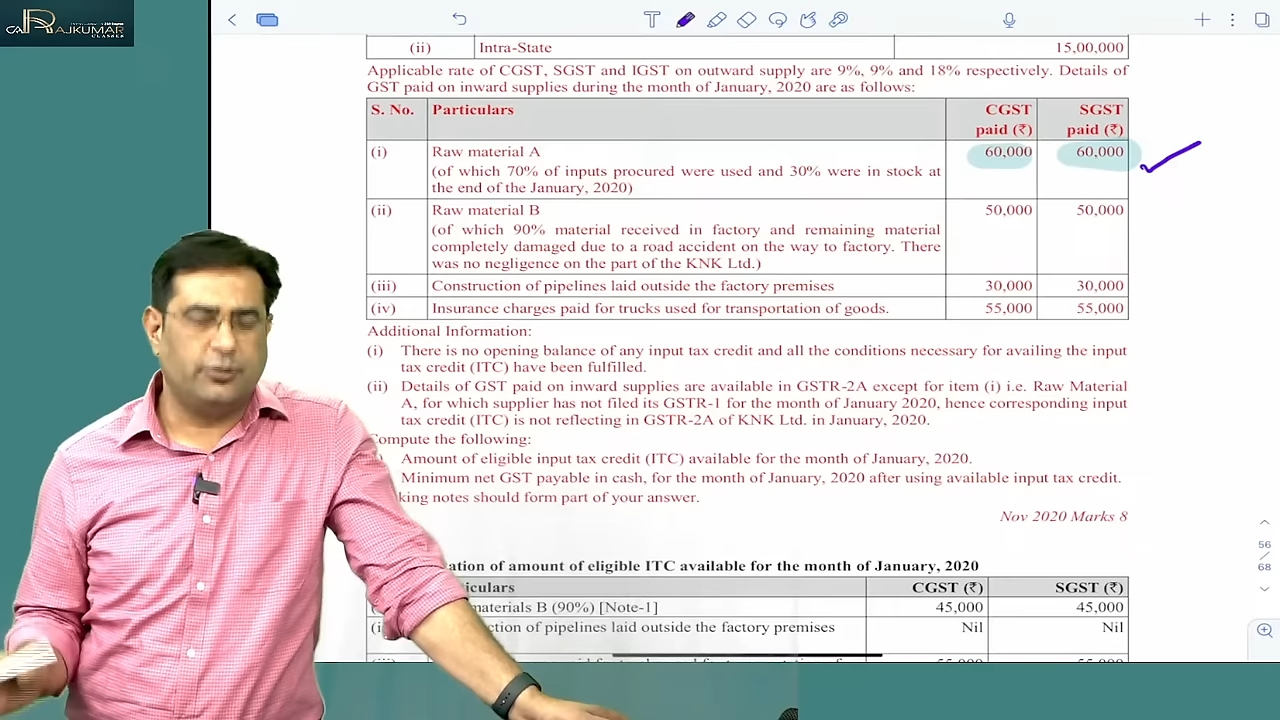 CA RAJKUMAR
CLASSES
(ii) Intra-State 15,00,000
Applicable rate of CGST, SGST and IGST on outward supply are 9%, 9% and 18% respectively. Details of
GST paid on inward supplies during the month of January, 2020 are as follows:
S. No. Particulars CGST paid (₹) SGST paid (₹)
(i) Raw material A 60,000 60,000
(of which 70% of inputs procured were used and 30% were in stock at
the end of the January, 2020)
(ii) Raw material B 50,000 50,000
(of which 90% material received in factory and remaining material
completely damaged due to a road accident on the way to factory. There
was no negligence on the part of the KNK Ltd.)
(iii) Construction of pipelines laid outside the factory premises 30,000 30,000
(iv) Insurance charges paid for trucks used for transportation of goods. 55,000 55,000
Additional Information:
(i) There is no opening balance of any input tax credit and all the conditions necessary for availing the input
tax credit (ITC) have been fulfilled.
(ii) Details of GST paid on inward supplies are available in GSTR-2A except for item (i) i.e. Raw Material
A, for which supplier has not filed its GSTR-1 for the month of January 2020, hence corresponding input
tax credit (ITC) is not reflecting in GSTR-2A of KNK Ltd. in January, 2020.
Compute the following:
Amount of eligible input tax credit (ITC) available for the month of January, 2020.
Minimum net GST payable in cash, for the month of January, 2020 after using available input tax credit.
king notes should form part of your answer.
Nov 2020 Marks 8
ation of amount of eligible ITC available for the month of January, 2020
iculars CGST (₹) SGST (₹)
materials B (90%) [Note-1] 45,000 45,000
ction of pipelines laid outside the factory premises Nil Nil
56
68